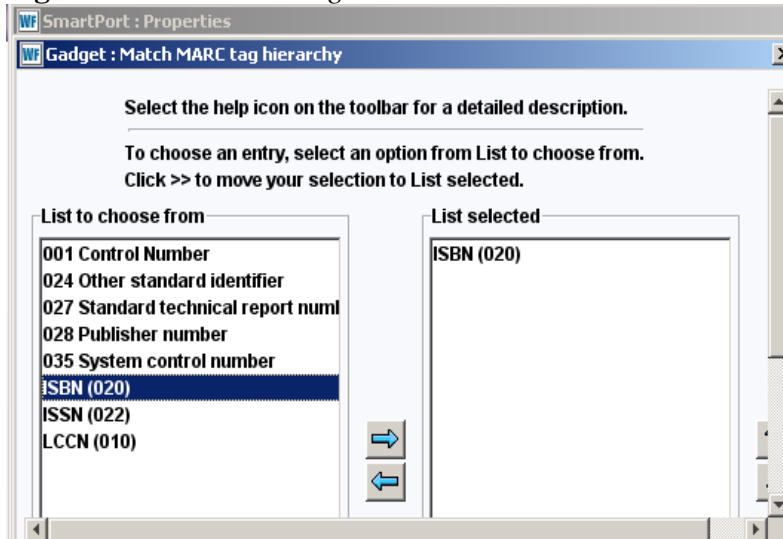 WF SmartPort : Properties
WF Gadget : Match MARC tag hierarchy
Select the help icon on the toolbar for a detailed description.
To choose an entry, select an option from List to choose from.
Click >> to move your selection to List selected.
List to choose from
001 Control Number
024 Other standard identifier
027 Standard technical report numl
028 Publisher number
035 System control number
ISBN (020)
ISSN (022)
LCCN (010)
List selected
ISBN (020)